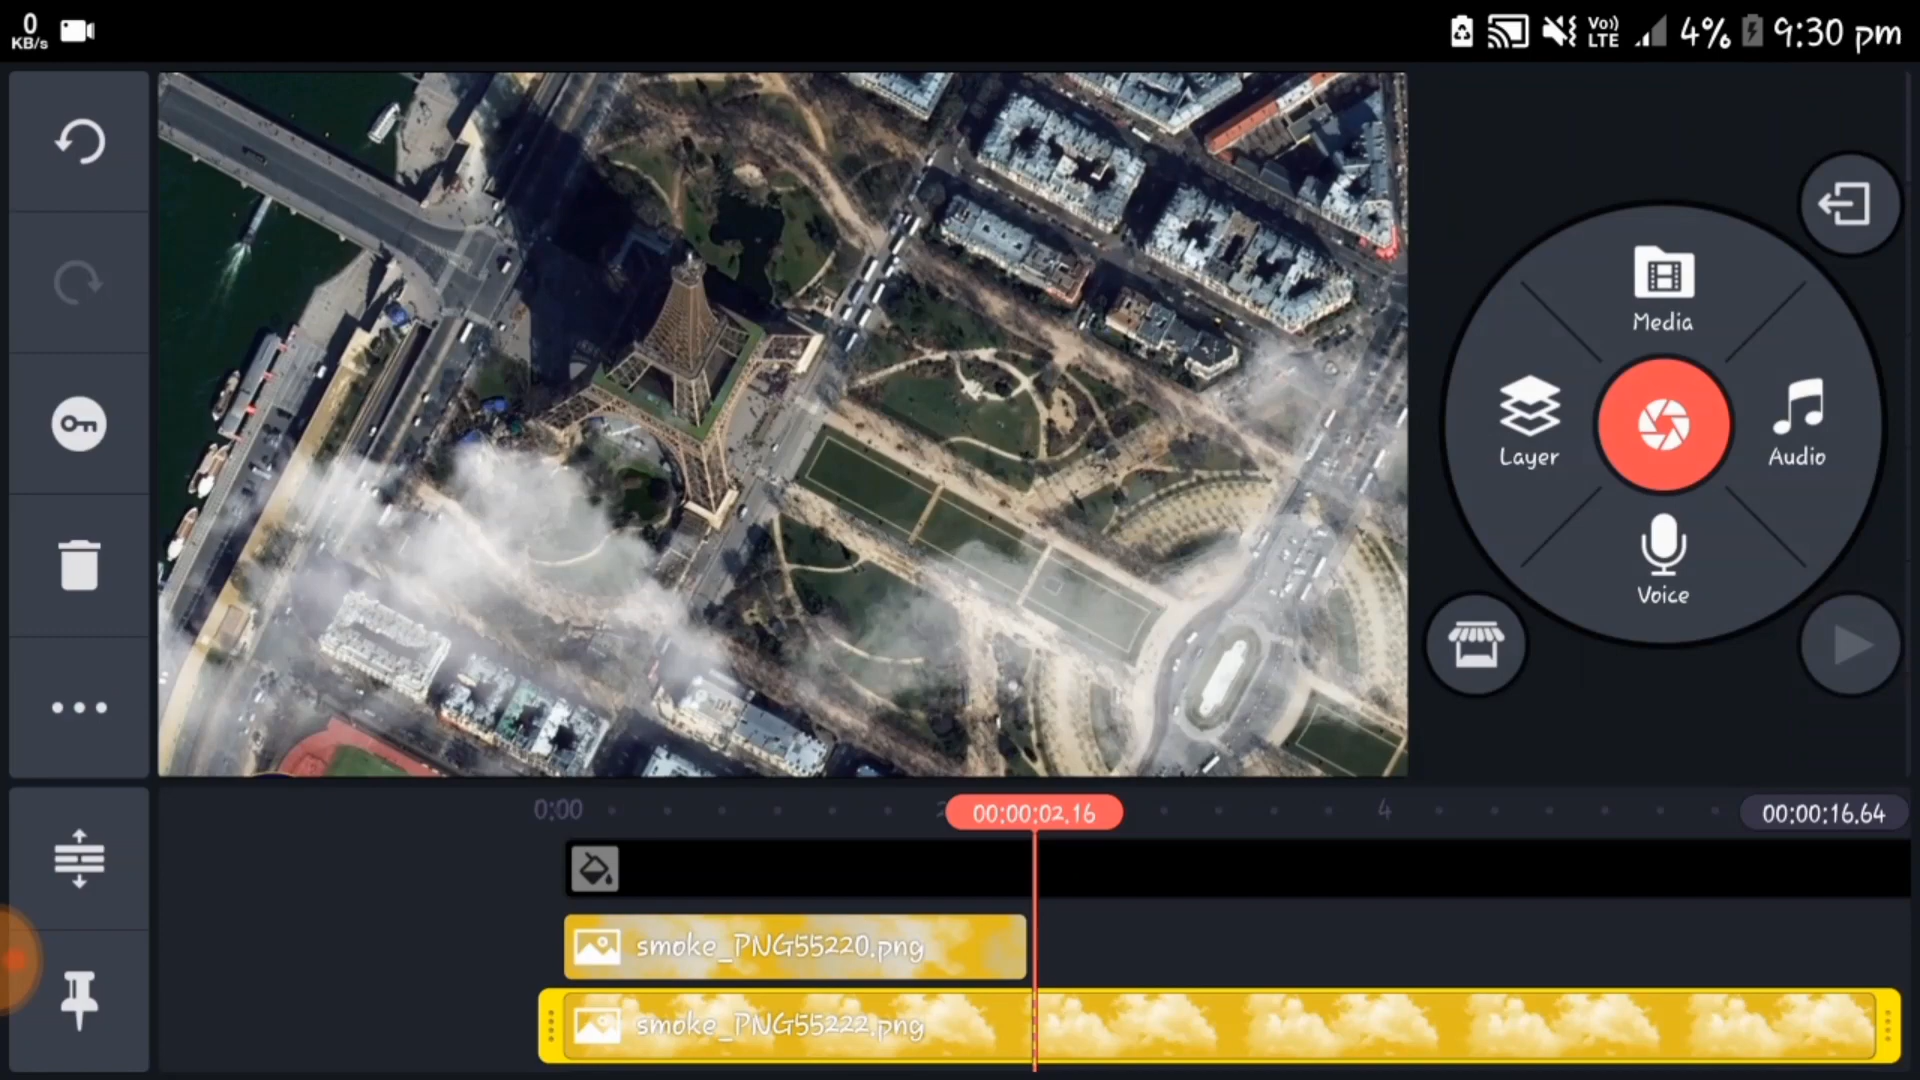 0
KB/s
Vo))
LTE
4%
9:30 pm
Media
Layer
Audio
Voice
0:00
00:00:02.16
4
00:00:16.64
smoke_PNG55220.png
smoke_PNG55222.png